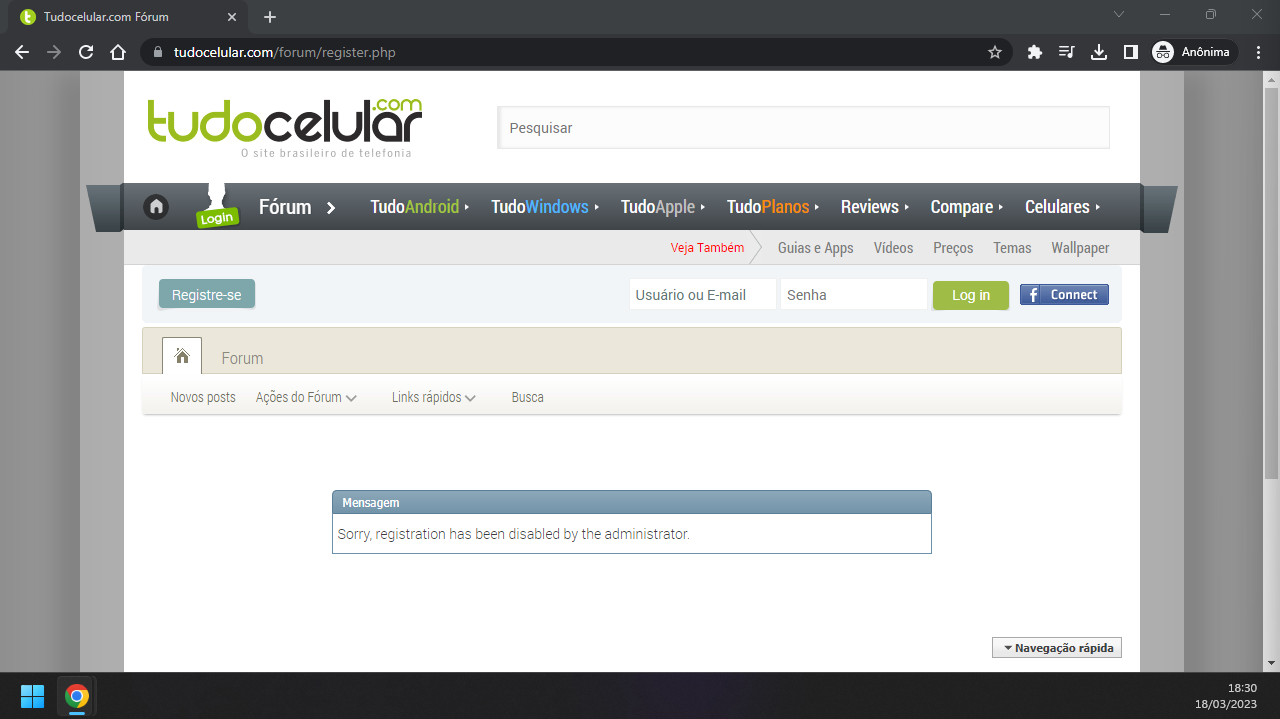 Tudocelular.com Fórum
tudocelular.com/forum/register.php
Anônima
tudocelular.com
O site brasileiro de telefonia
Pesquisar
Login
Fórum
TudoAndroid
TudoWindows
TudoApple
TudoPlanos
Reviews
Compare
Celulares
Veja Também
Guias e Apps
Vídeos
Preços
Temas
Wallpaper
Registre-se
Usuário ou E-mail
Senha
Log in
f Connect
Forum
Novos posts
Ações do Fórum
Links rápidos
Busca
Mensagem
Sorry, registration has been disabled by the administrator.
Navegação rápida
18:30
18/03/2023